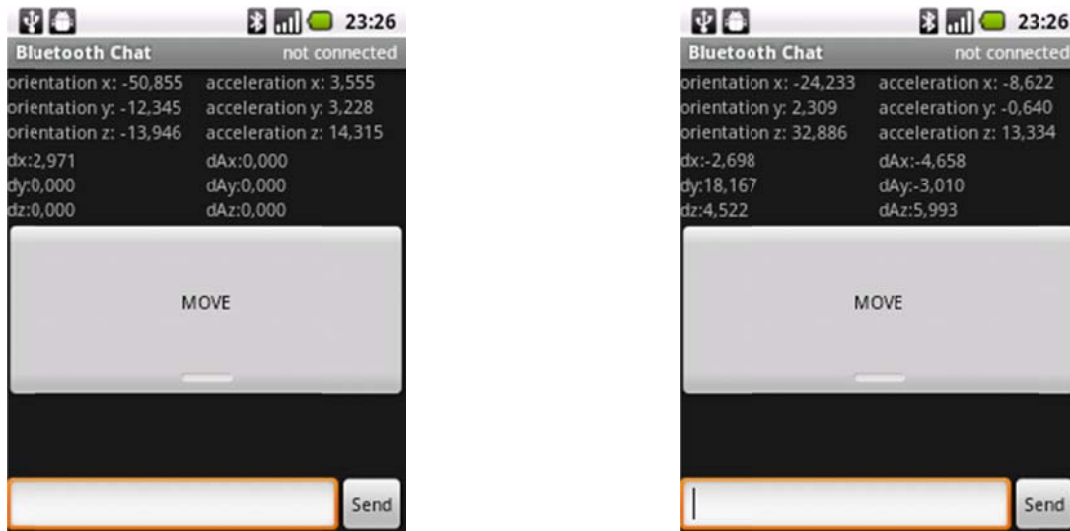 23:26
Bluetooth Chat not connected
orientation x: -50,855 acceleration x: 3,555
orientation y: -12,345 acceleration y: 3,228
orientation z: -13,946 acceleration z: 14,315
dx:2,971 dAx:0,000
dy:0,000 dAy:0,000
dz:0,000 dAz:0,000
MOVE
Send
23:26
Bluetooth Chat not connected
orientation x: -24,233 acceleration x: -8,622
orientation y: 2,309 acceleration y: -0,640
orientation z: 32,886 acceleration z: 13,334
dx:-2,698 dAx:-4,658
dy:18,167 dAy:-3,010
dz:4,522 dAz:5,993
MOVE
Send